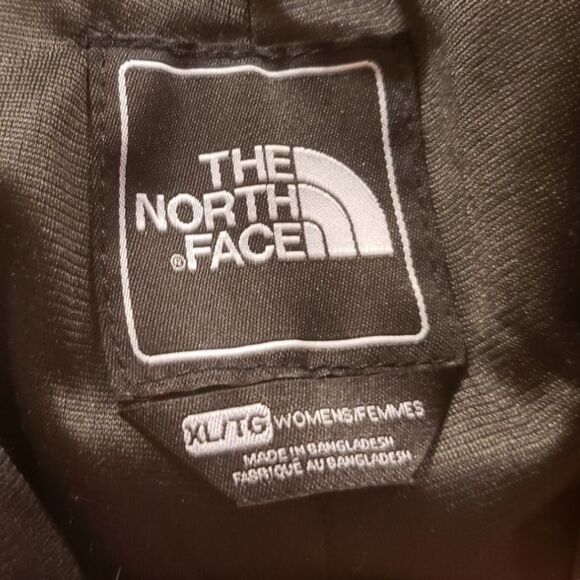 THE
NORTH
FACE
®
XL/TG WOMENS/FEMMES
MADE IN BANGLADESH
FABRIQUE AU BANGLADESH